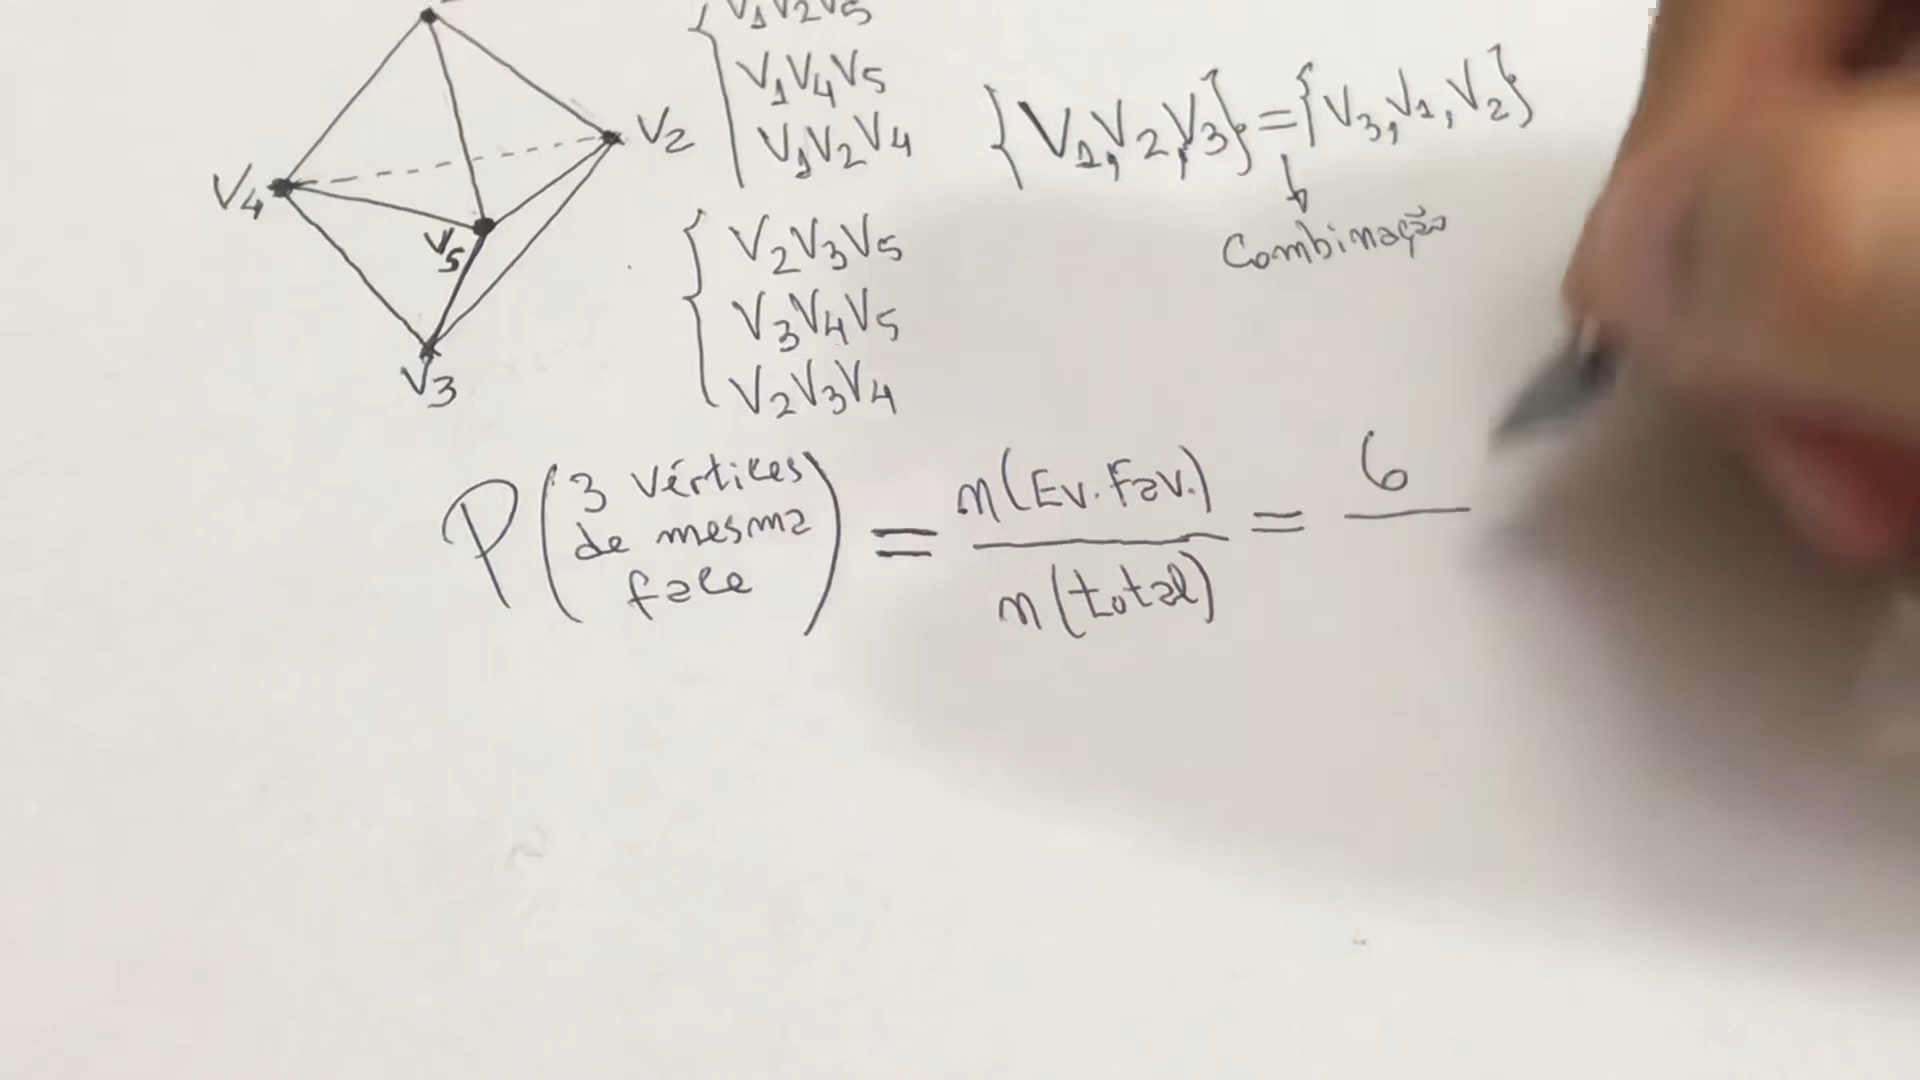 V1V2V5
V1V4V5
V1V2V4
{V1,V2,V3}={V3,V1,V2}
Combinação
V2
V4
V5
V3
V2V3V5
V3V4V5
V2V3V4
P(3 vértices de mesma face) = n(Ev. Fav.) / n(total) = 6